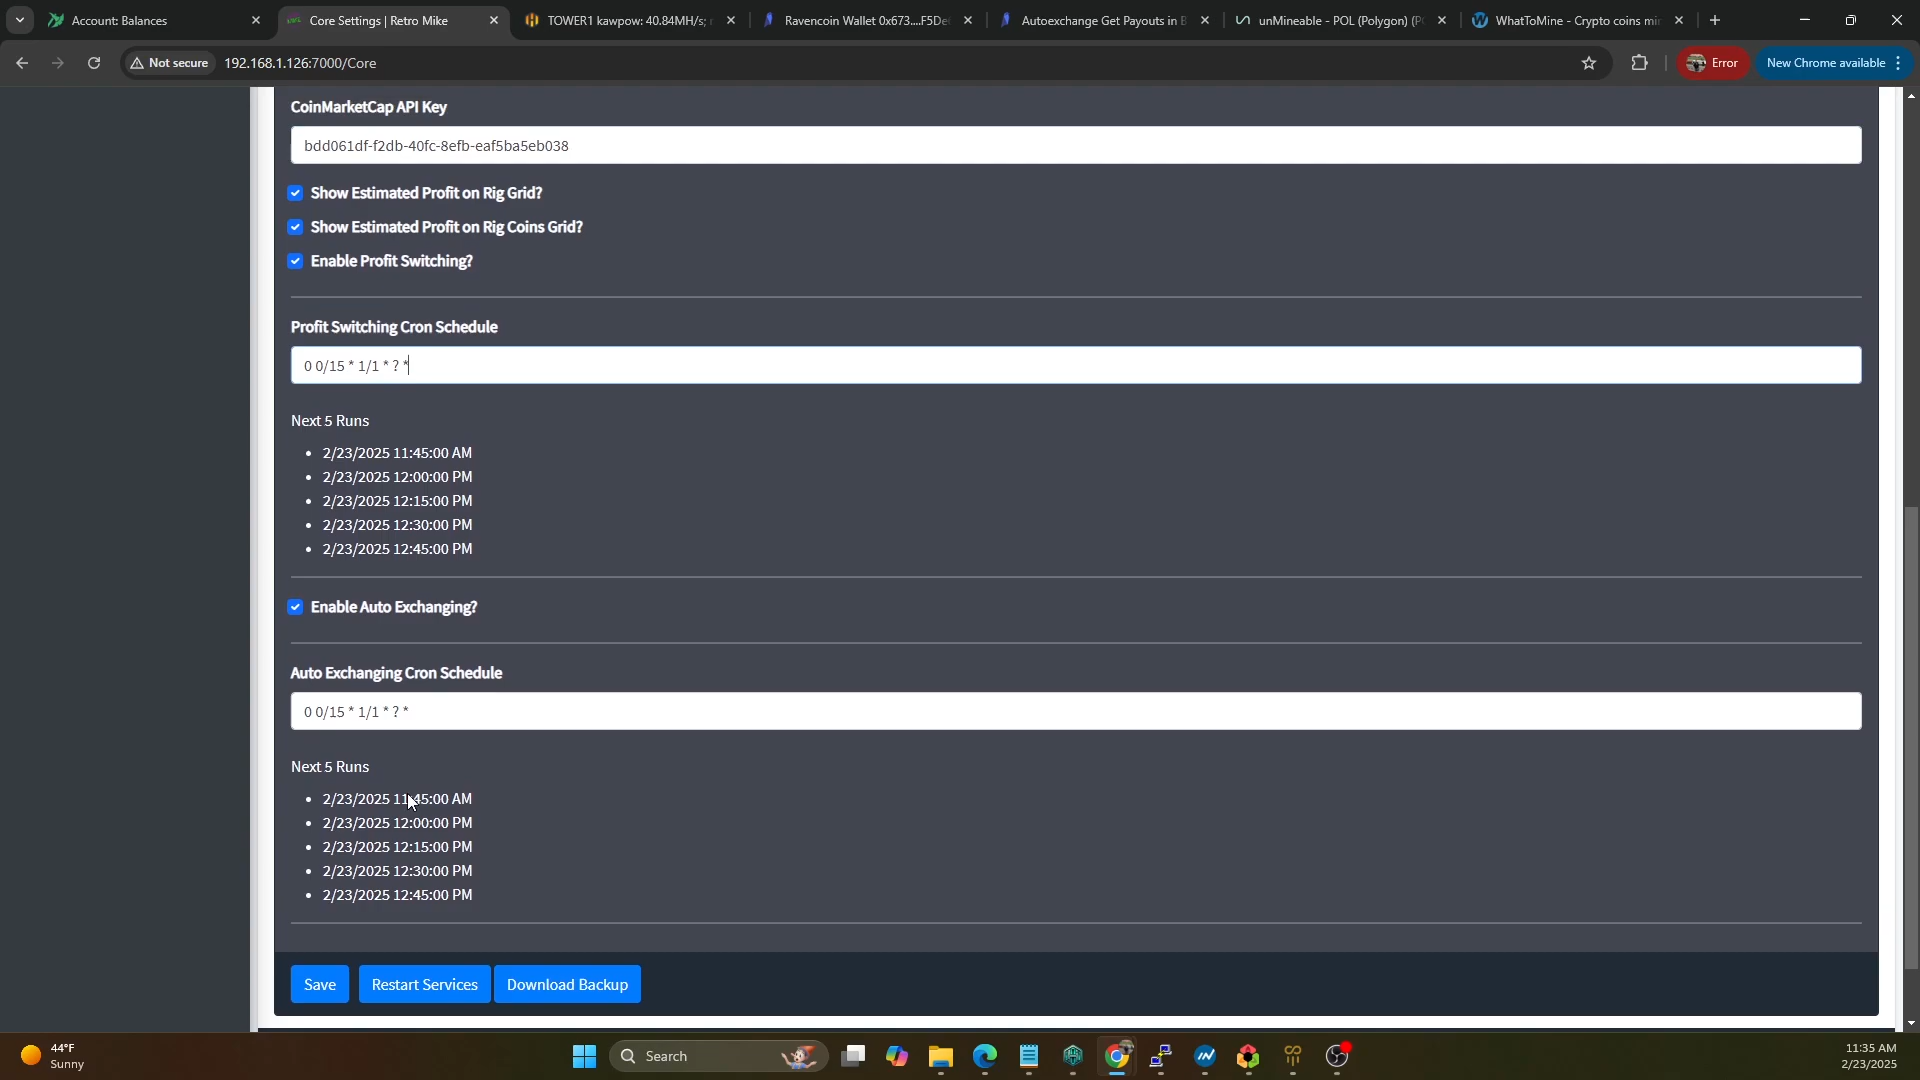 Account: Balances
Core Settings | Retro Mike
TOWER1 kawpow: 40.84MH/s; r
Ravencoin Wallet 0x673....F5De
Autoexchange Get Payouts in B
unMineable - POL (Polygon) (P
WhatToMine - Crypto coins mi
Not secure
192.168.1.126:7000/Core
Error
New Chrome available
CoinMarketCap API Key
bdd061df-f2db-40fc-8efb-eaf5ba5eb038
Show Estimated Profit on Rig Grid?
Show Estimated Profit on Rig Coins Grid?
Enable Profit Switching?
Profit Switching Cron Schedule
0 0/15 * 1/1 * ? *
Next 5 Runs
2/23/2025 11:45:00 AM
2/23/2025 12:00:00 PM
2/23/2025 12:15:00 PM
2/23/2025 12:30:00 PM
2/23/2025 12:45:00 PM
Enable Auto Exchanging?
Auto Exchanging Cron Schedule
0 0/15 * 1/1 * ? *
Next 5 Runs
2/23/2025 11:45:00 AM
2/23/2025 12:00:00 PM
2/23/2025 12:15:00 PM
2/23/2025 12:30:00 PM
2/23/2025 12:45:00 PM
Save
Restart Services
Download Backup
44°F
Sunny
Search
11:35 AM
2/23/2025